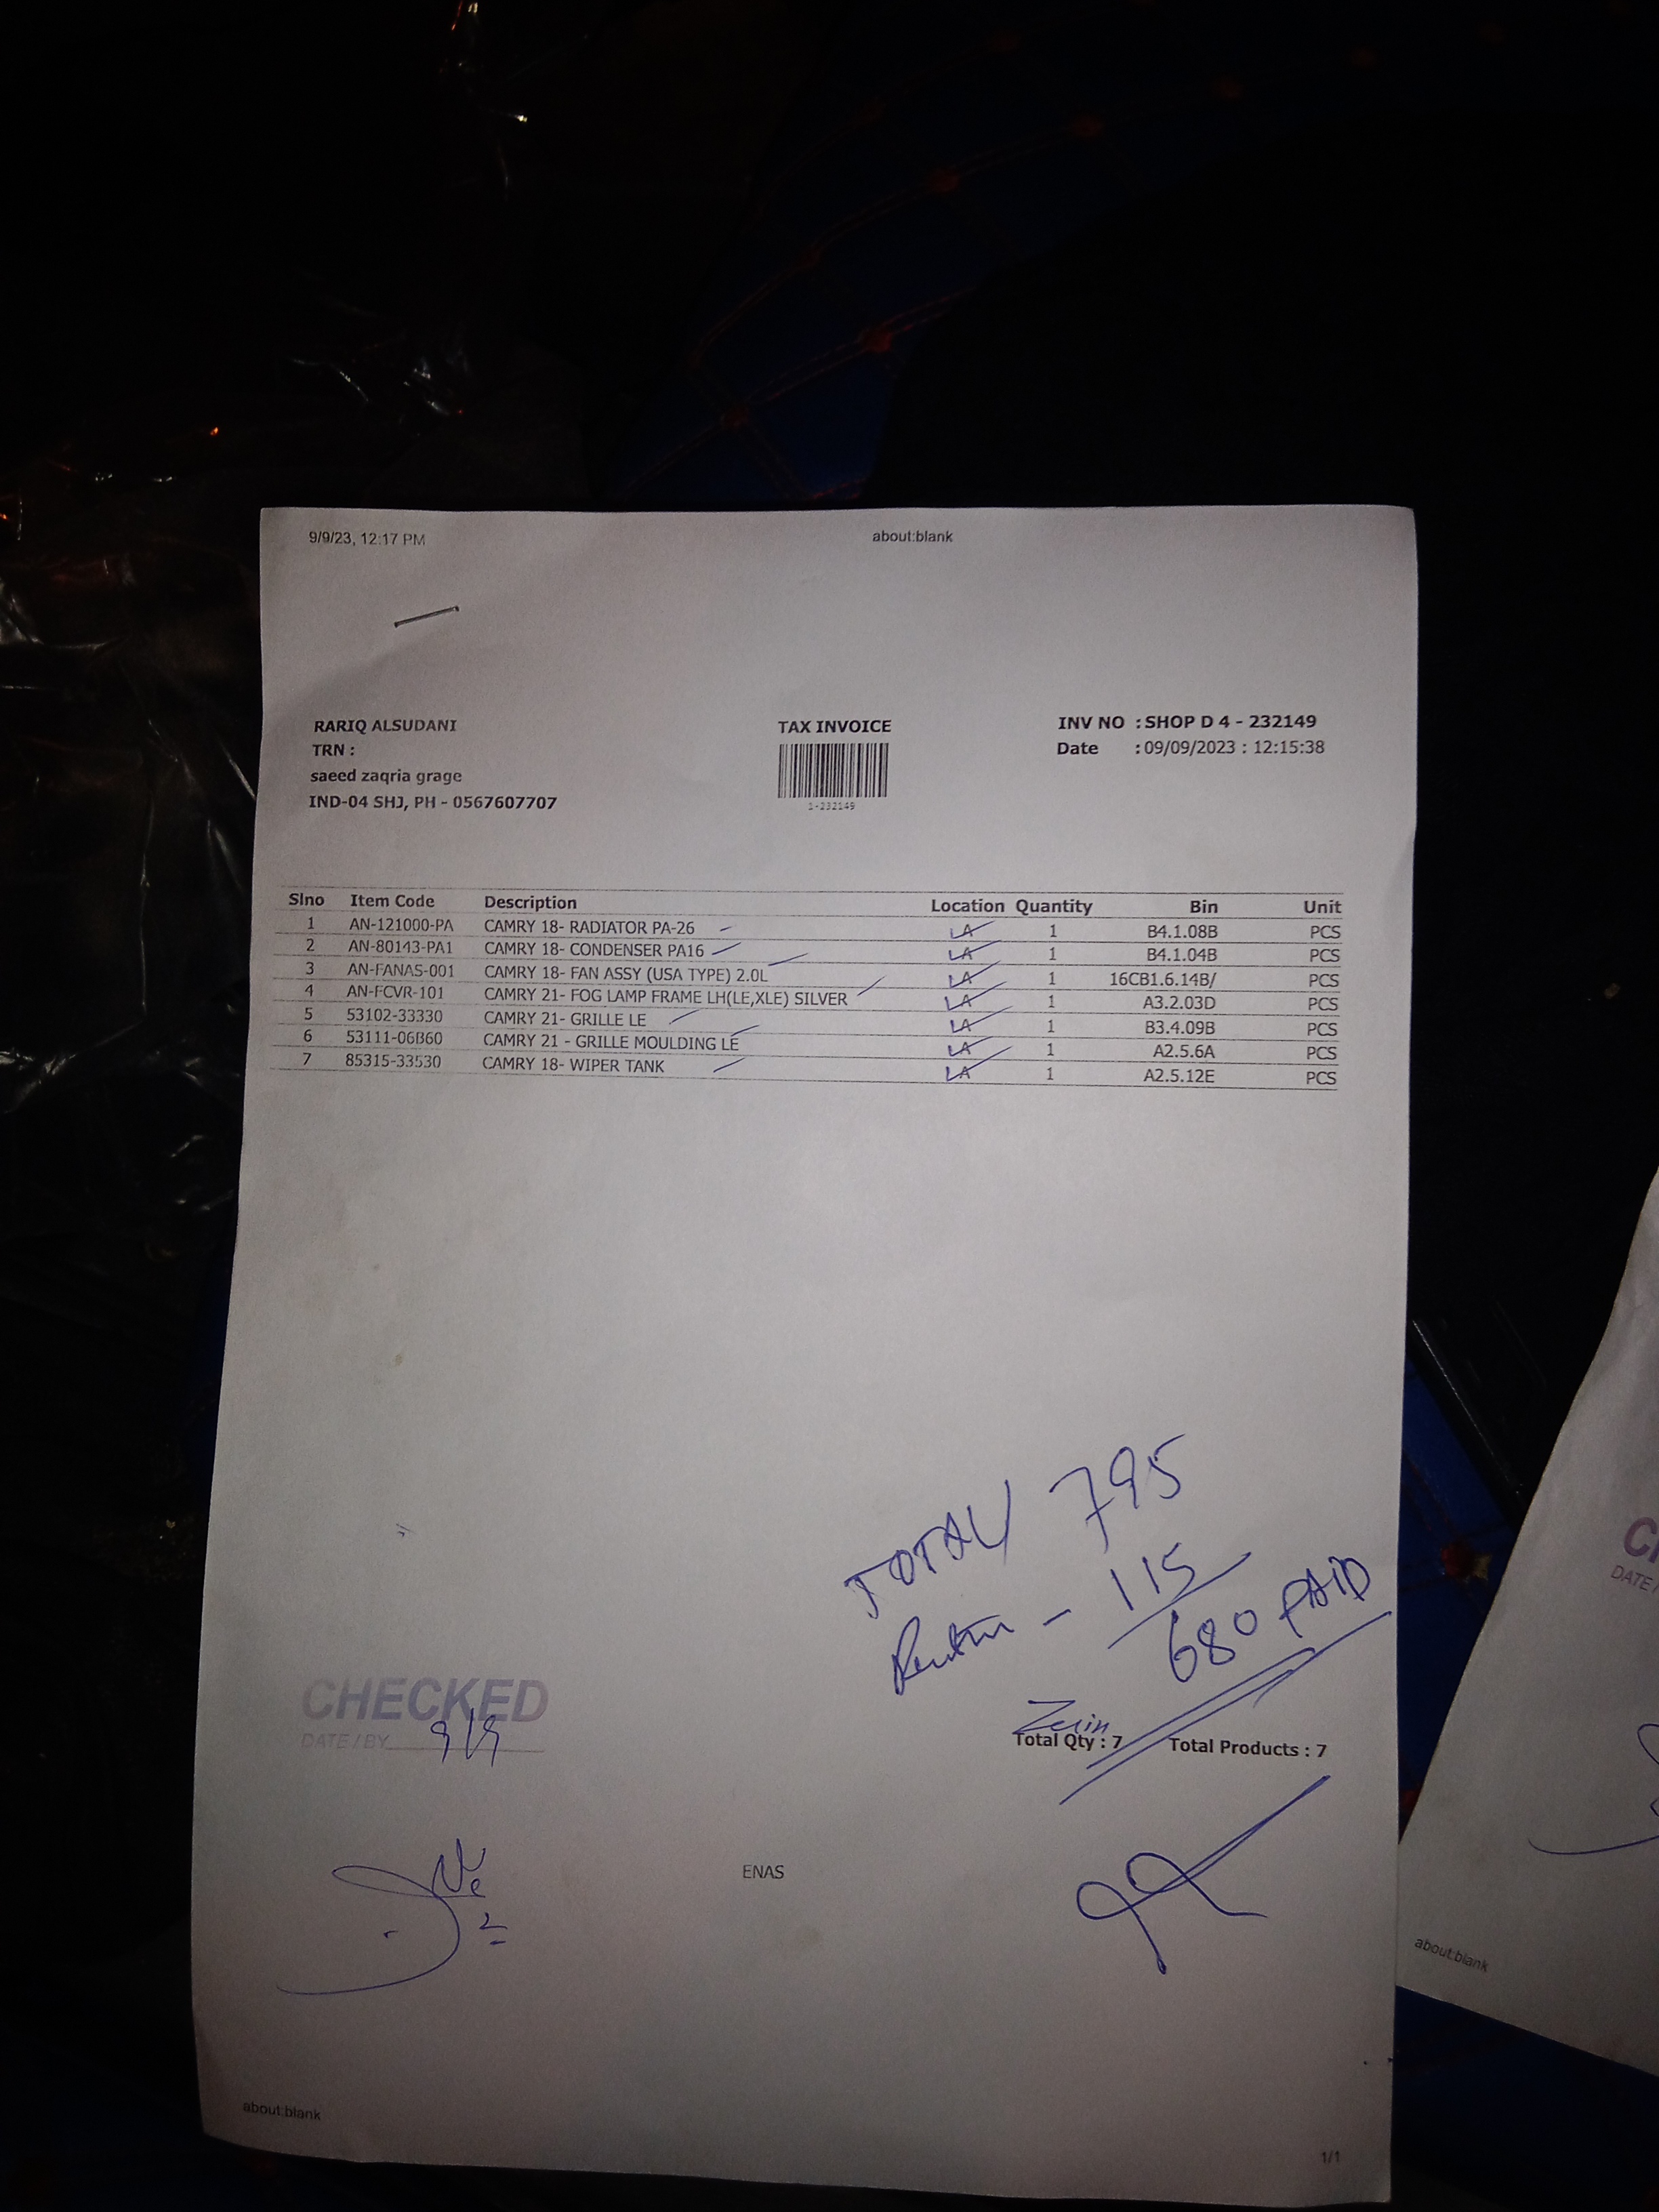 9/9/23, 12:17 PM about:blank
RARIQ ALSUDANI
TRN :
saeed zaqria grage
IND-04 SHJ, PH - 0567607707
TAX INVOICE
1-232149
INV NO : SHOP D 4 - 232149
Date : 09/09/2023 : 12:15:38
Slno Item Code Description Location Quantity Bin Unit
1 AN-121000-PA CAMRY 18- RADIATOR PA-26 LA 1 B4.1.08B PCS
2 AN-80143-PA1 CAMRY 18- CONDENSER PA16 LA 1 B4.1.04B PCS
3 AN-FANAS-001 CAMRY 18- FAN ASSY (USA TYPE) 2.0L LA 1 16CB1.6.14B/ PCS
4 AN-FCVR-101 CAMRY 21- FOG LAMP FRAME LH(LE,XLE) SILVER LA 1 A3.2.03D PCS
5 53102-33330 CAMRY 21- GRILLE LE LA 1 B3.4.09B PCS
6 53111-06B60 CAMRY 21 - GRILLE MOULDING LE LA 1 A2.5.6A PCS
7 85315-33530 CAMRY 18- WIPER TANK LA 1 A2.5.12E PCS
TOTAL 795
- 115
680 PAID
CHECKED
DATE / BY 9/9
Total Qty : 7 Total Products : 7
ENAS
about:blank
1/1
DATE /
about:blank